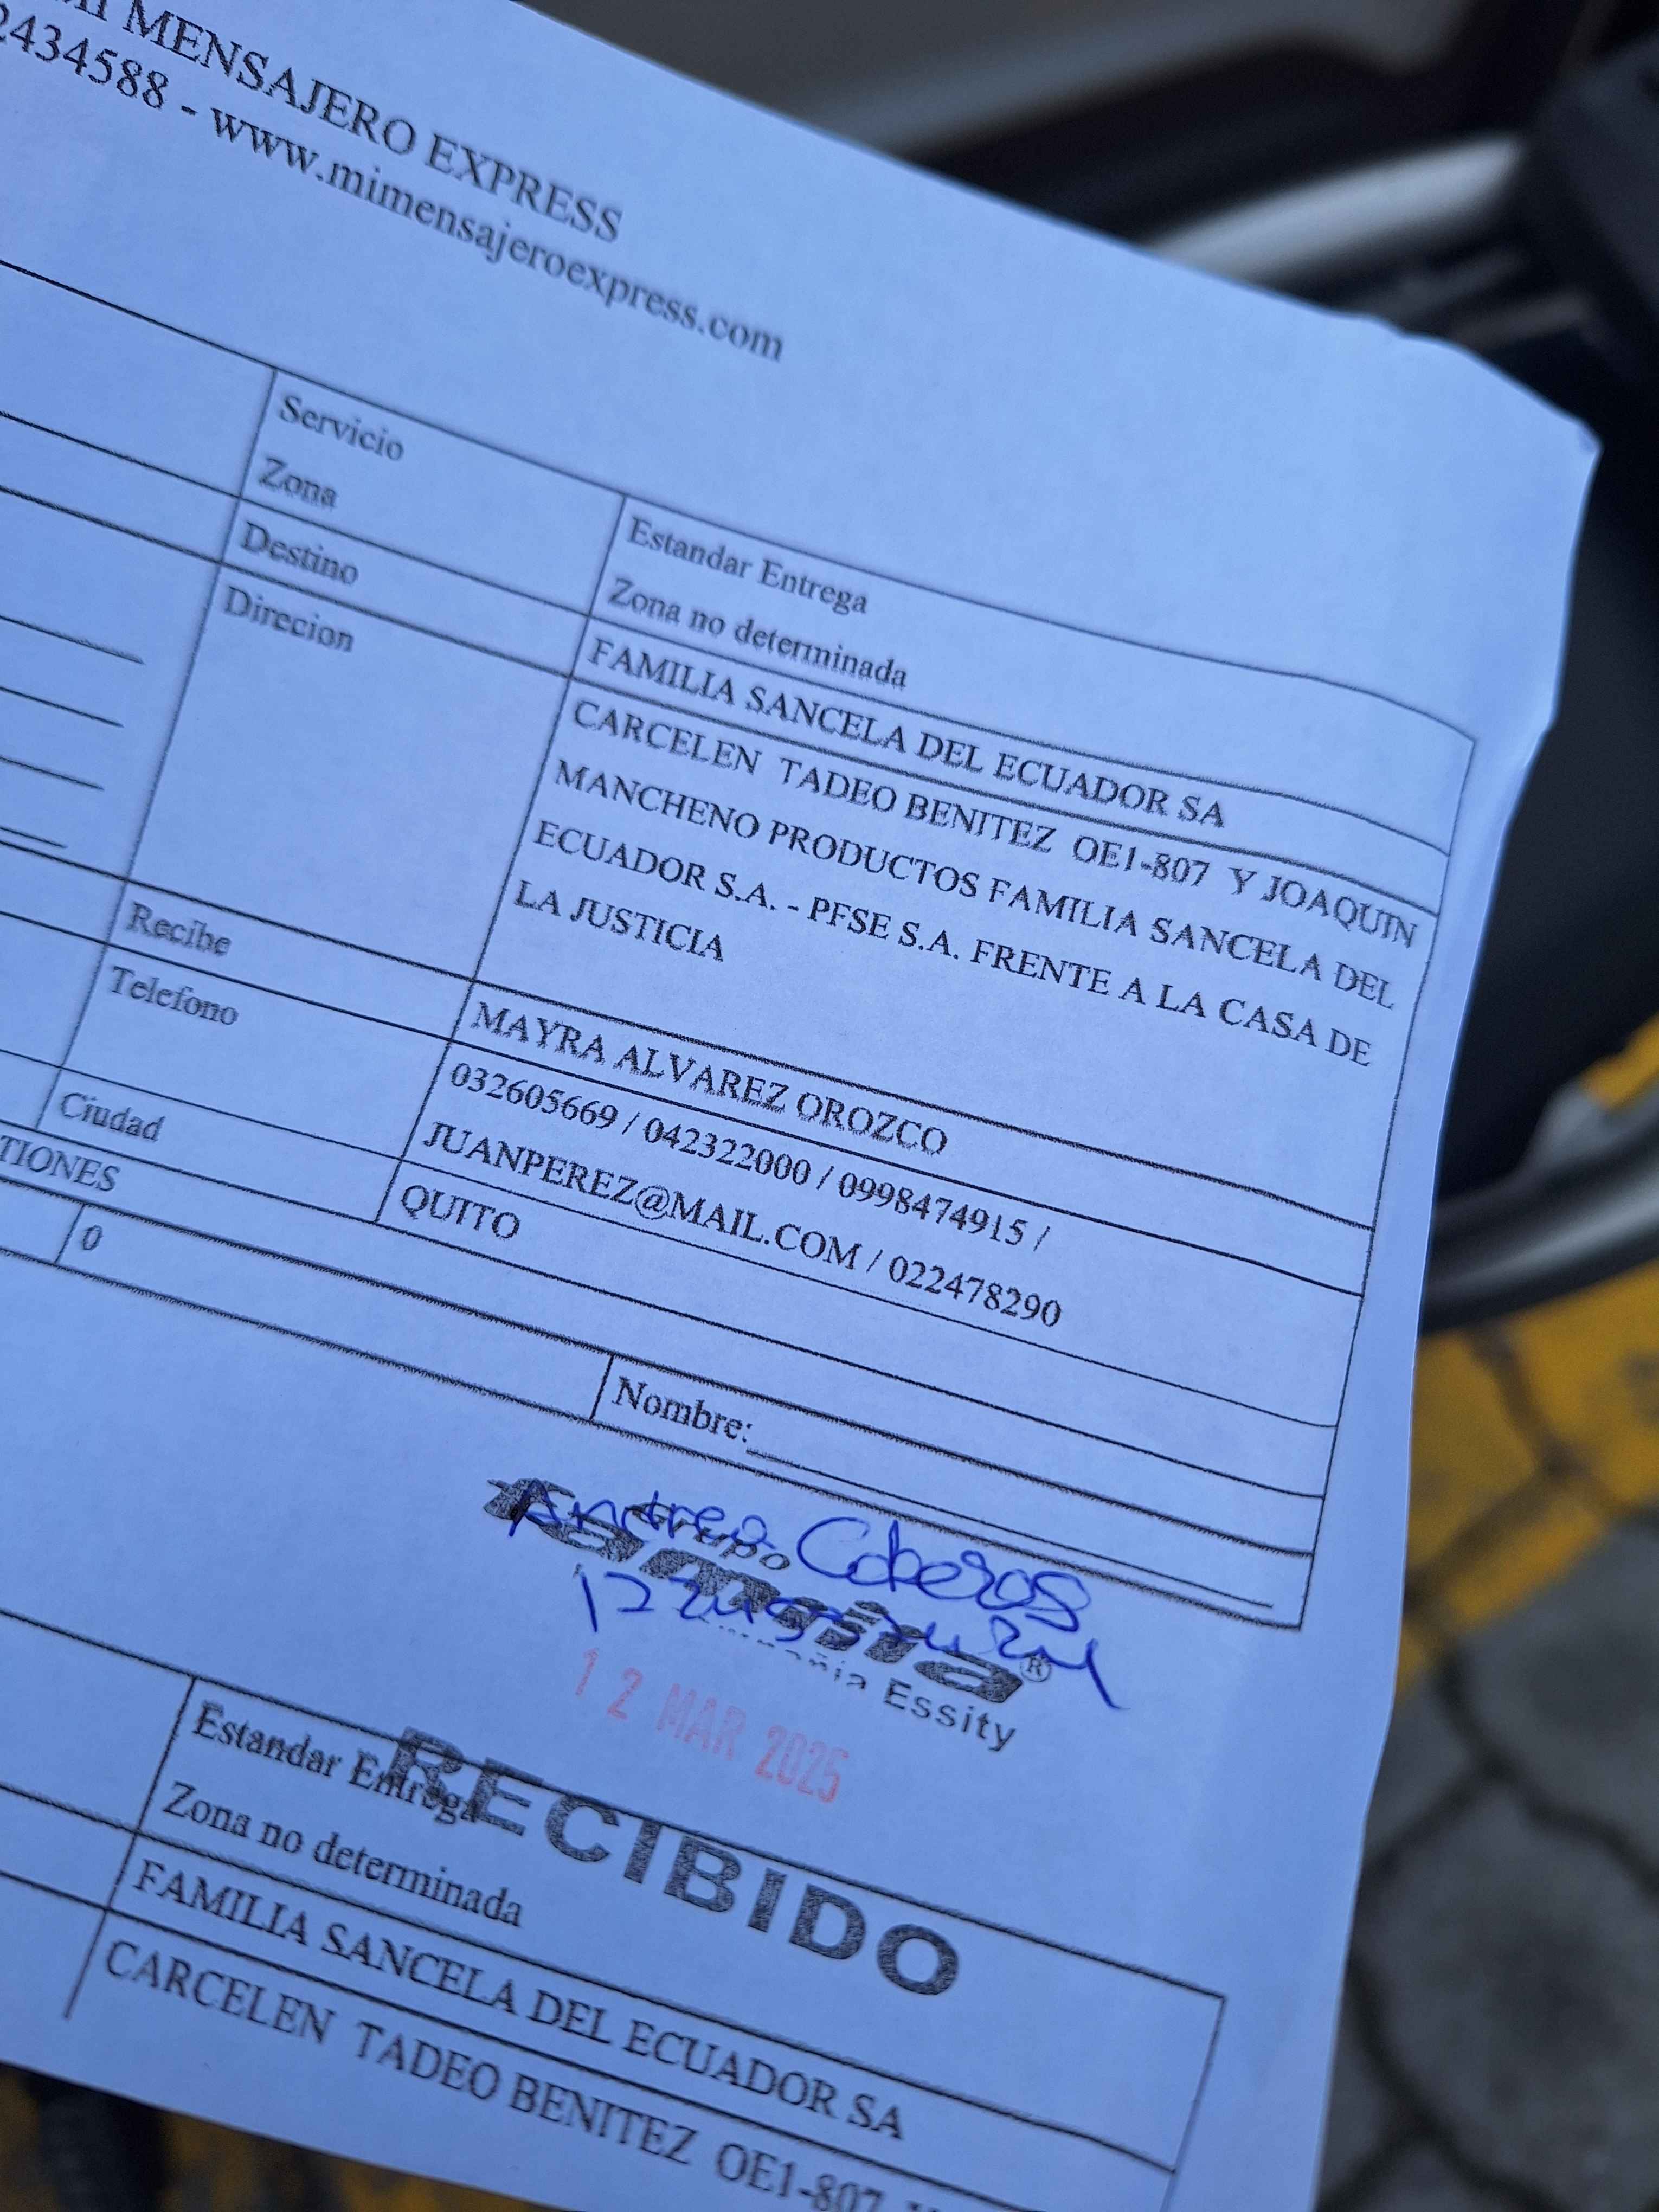 MENSAJERO EXPRESS
2434588 - www.mimensajeroexpress.com
Servicio Estandar Entrega
Zona Zona no determinada
Destino FAMILIA SANCELA DEL ECUADOR SA
Direcion CARCELEN TADEO BENITEZ OE1-807 Y JOAQUIN
MANCHENO PRODUCTOS FAMILIA SANCELA DEL
ECUADOR S.A. - PFSE S.A. FRENTE A LA CASA DE
LA JUSTICIA
Recibe MAYRA ALVAREZ OROZCO
Telefono 032605669 / 042322000 / 0998474915 /
JUANPEREZ@MAIL.COM / 022478290
Ciudad QUITO
TIONES
0
Nombre:
Andrea
Grupo
familia®
Essity
12 MAR 2025
RECIBIDO
Estandar Entrega
Zona no determinada
FAMILIA SANCELA DEL ECUADOR SA
CARCELEN TADEO BENITEZ OE1-807